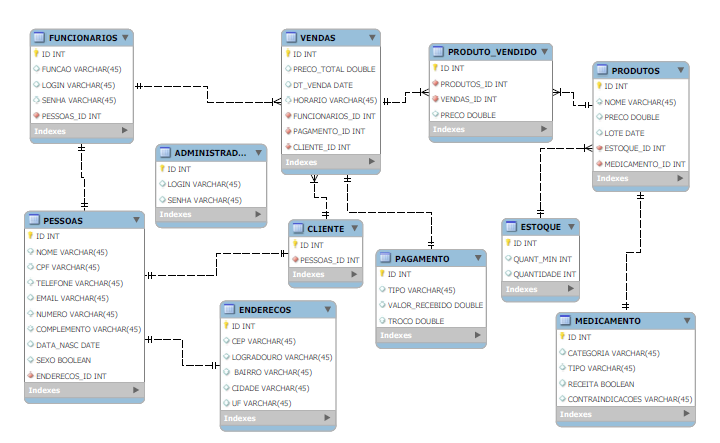 FUNCIONARIOS
ID INT
FUNCAO VARCHAR(45)
LOGIN VARCHAR(45)
SENHA VARCHAR(45)
PESSOAS_ID INT
Indexes
VENDAS
ID INT
PRECO_TOTAL DOUBLE
DT_VENDA DATE
HORARIO VARCHAR(45)
FUNCIONARIOS_ID INT
PAGAMENTO_ID INT
CLIENTE_ID INT
Indexes
PRODUTO_VENDIDO
ID INT
PRODUTOS_ID INT
VENDAS_ID INT
PRECO DOUBLE
Indexes
PRODUTOS
ID INT
NOME VARCHAR(45)
PRECO DOUBLE
LOTE DATE
ESTOQUE_ID INT
MEDICAMENTO_ID INT
Indexes
ADMINISTRAD...
ID INT
LOGIN VARCHAR(45)
SENHA VARCHAR(45)
Indexes
PESSOAS
ID INT
NOME VARCHAR(45)
CPF VARCHAR(45)
TELEFONE VARCHAR(45)
EMAIL VARCHAR(45)
NUMERO VARCHAR(45)
COMPLEMENTO VARCHAR(45)
DATA_NASC DATE
SEXO BOOLEAN
ENDERECOS_ID INT
Indexes
CLIENTE
ID INT
PESSOAS_ID INT
Indexes
PAGAMENTO
ID INT
TIPO VARCHAR(45)
VALOR_RECEBIDO DOUBLE
TROCO DOUBLE
Indexes
ESTOQUE
ID INT
QUANT_MIN INT
QUANTIDADE INT
Indexes
ENDERECOS
ID INT
CEP VARCHAR(45)
LOGRADOURO VARCHAR(45)
BAIRRO VARCHAR(45)
CIDADE VARCHAR(45)
UF VARCHAR(45)
Indexes
MEDICAMENTO
ID INT
CATEGORIA VARCHAR(45)
TIPO VARCHAR(45)
RECEITA BOOLEAN
CONTRAINDICACOES VARCHAR(45)
Indexes